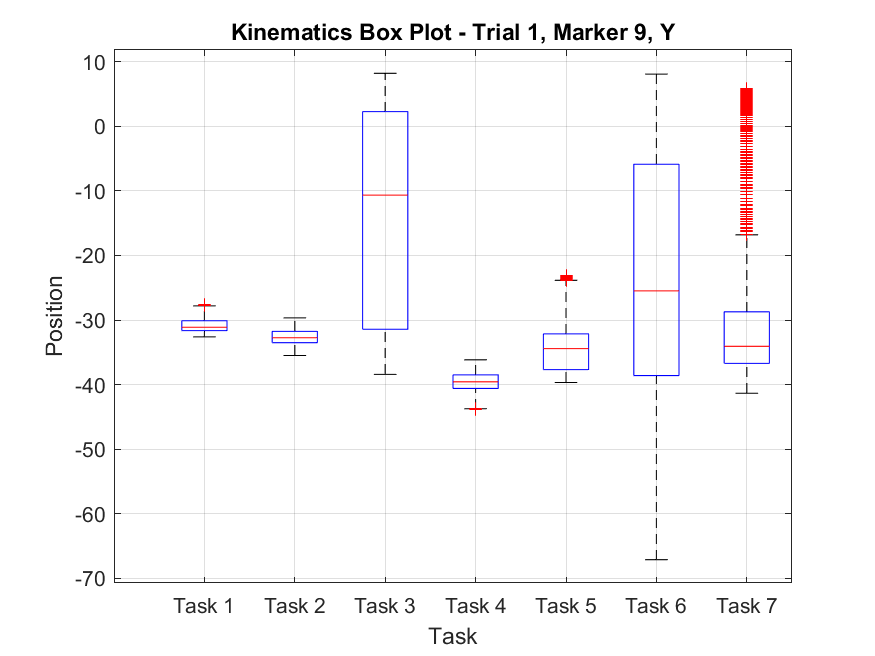 Kinematics Box Plot - Trial 1, Marker 9, Y
10
0
-10
-20
-30
-40
-50
-60
-70
Position
Task 1 Task 2 Task 3 Task 4 Task 5 Task 6 Task 7
Task